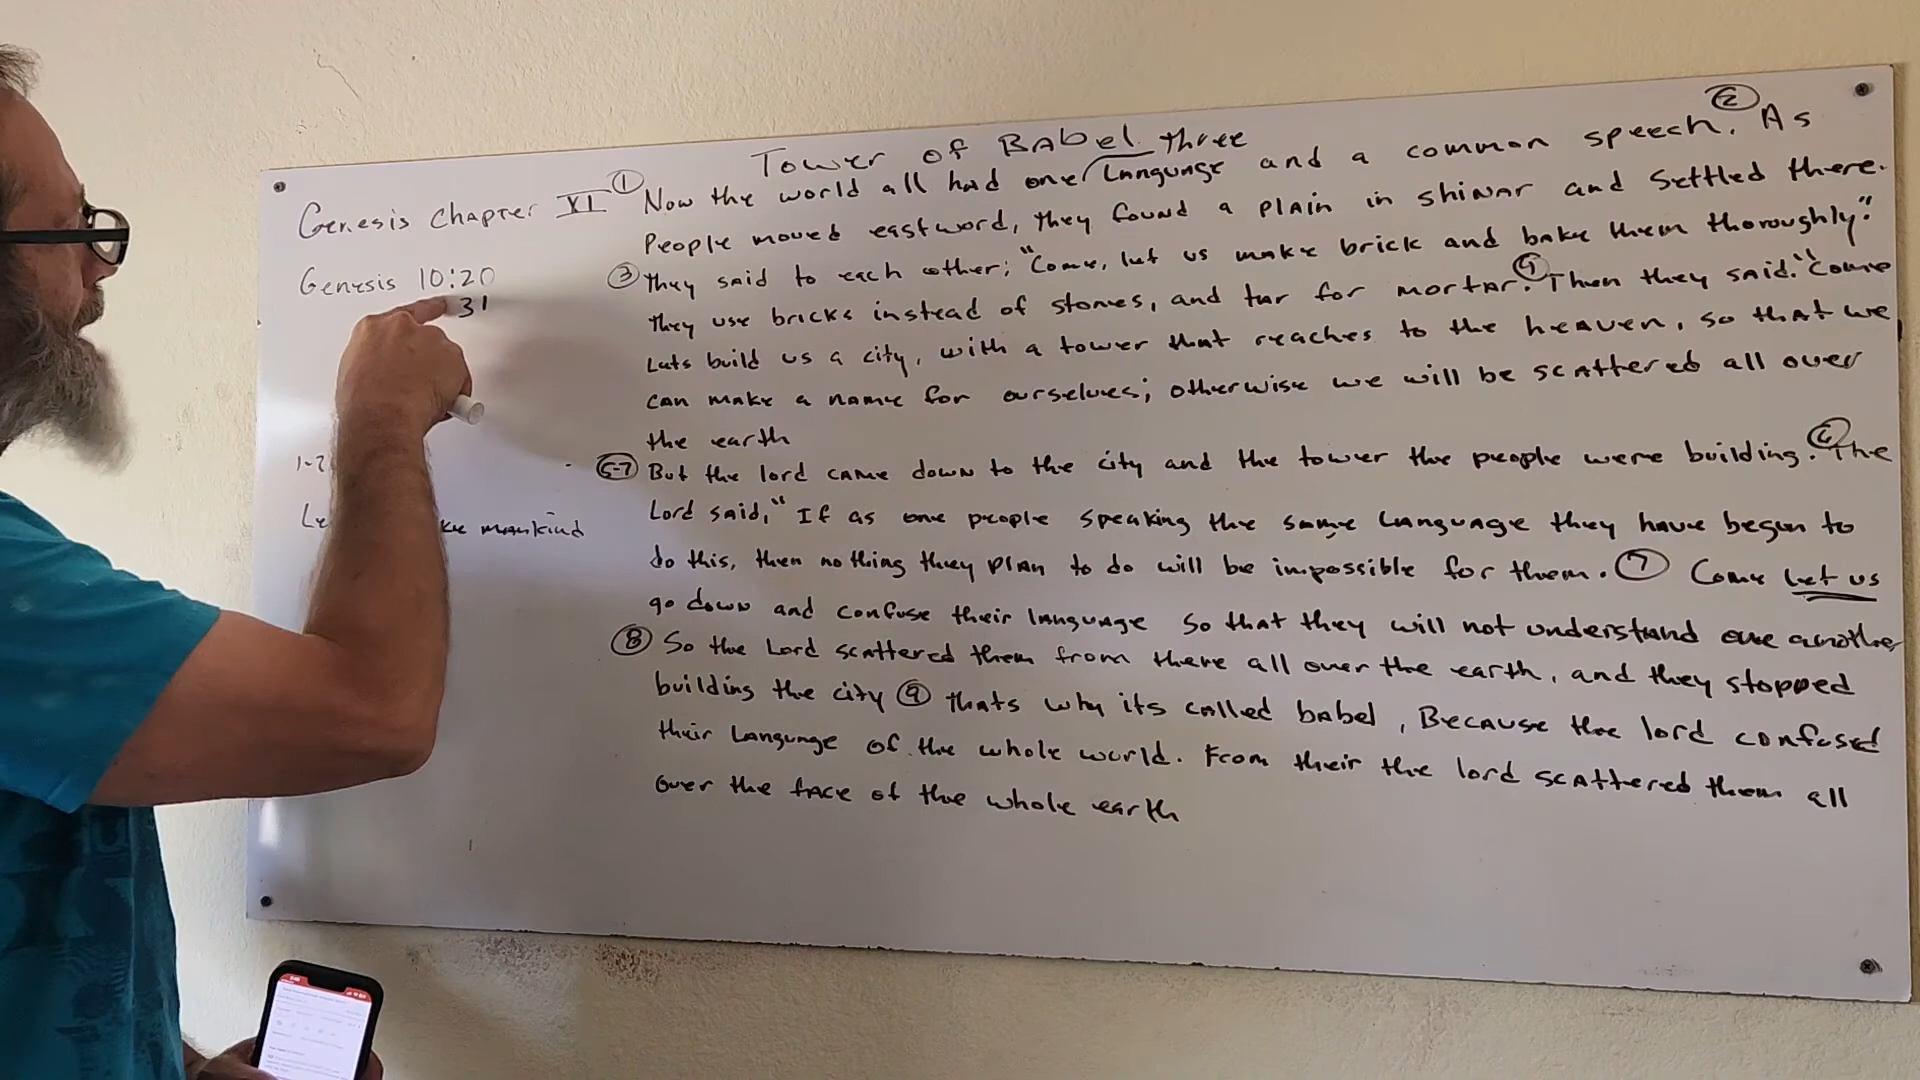 Tower of Babel three
Genesis Chapter XI
Genesis 10:20
31
1-2
Le ke mankind
① Now the world all had one language and a common speech. ② As
People moved eastword, they found a plain in shinar and settled there.
③ They said to each other; "Come, let us make brick and bake them thoroughly."
They use bricks instead of stones, and tar for mortar. ④ Then they said. "Come
Lets build us a city, with a tower that reaches to the heaven, so that we
can make a name for ourselves; otherwise we will be scattered all over
the earth
5-7 But the lord came down to the city and the tower the people were building. ⑥ The
Lord said, "If as one people speaking the same language they have begun to
do this, then nothing they plan to do will be impossible for them. ⑦ Come let us
go down and confuse their language so that they will not understand one another
⑧ So the Lord scattered them from there all over the earth, and they stopped
building the city ⑨ thats why its called babel, Because the lord confused
their Language of the whole world. From their the lord scattered them all
over the face of the whole earth